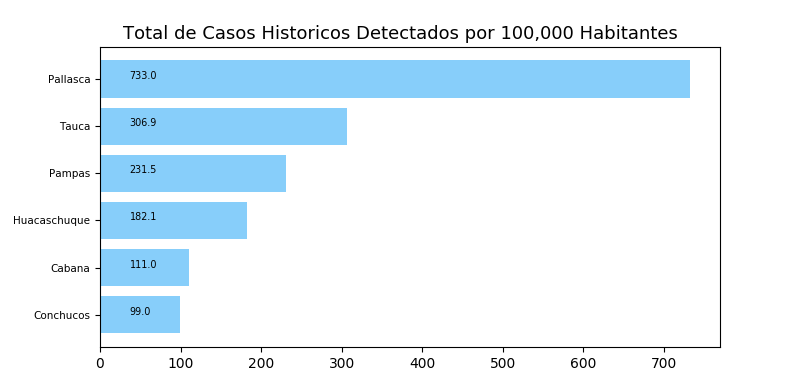 Total de Casos Historicos Detectados por 100,000 Habitantes
Pallasca 733.0
Tauca 306.9
Pampas 231.5
Huacaschuque 182.1
Cabana 111.0
Conchucos 99.0
0 100 200 300 400 500 600 700